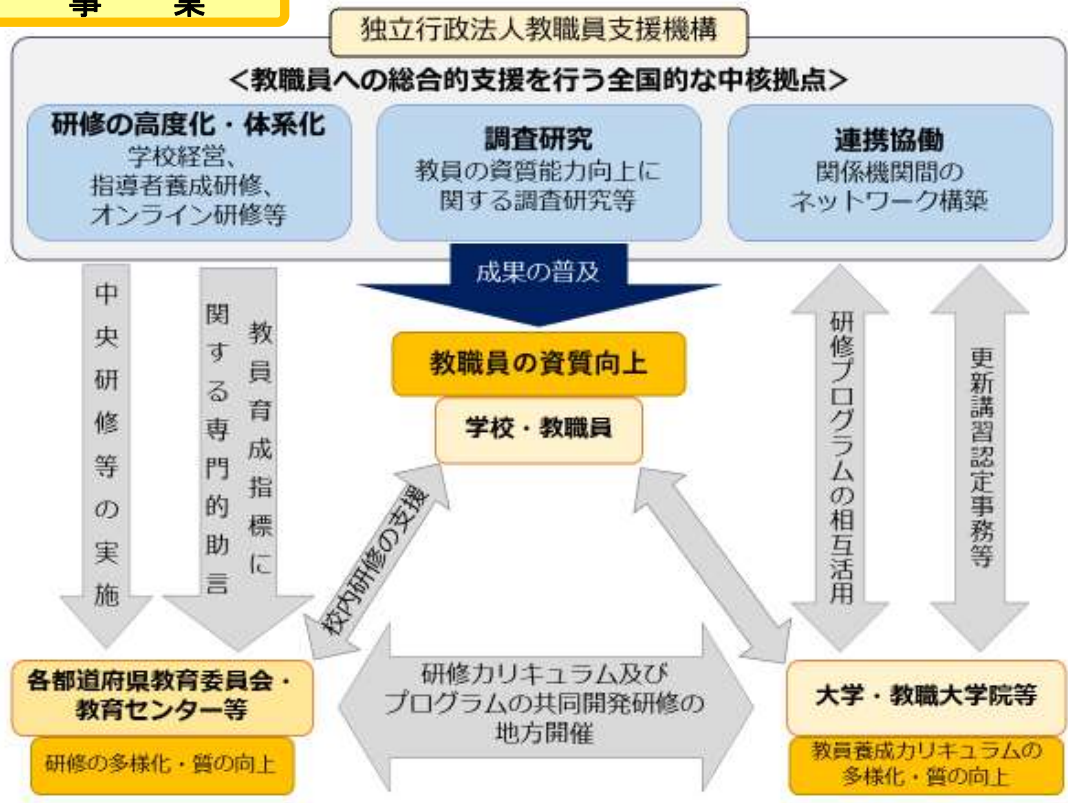 事　業
独立行政法人教職員支援機構
＜教職員への総合的支援を行う全国的な中核拠点＞
研修の高度化・体系化
学校経営、
指導者養成研修、
オンライン研修等
調査研究
教員の資質能力向上に
関する調査研究等
連携協働
関係機関間の
ネットワーク構築
成果の普及
教職員の資質向上
学校・教職員
中央研修等の実施
教員育成指標に
関する専門的助言
校内研修の支援
研修プログラムの相互活用
更新講習認定事務等
研修カリキュラム及び
プログラムの共同開発研修の
地方開催
各都道府県教育委員会・
教育センター等
研修の多様化・質の向上
大学・教職大学院等
教員養成カリキュラムの
多様化・質の向上